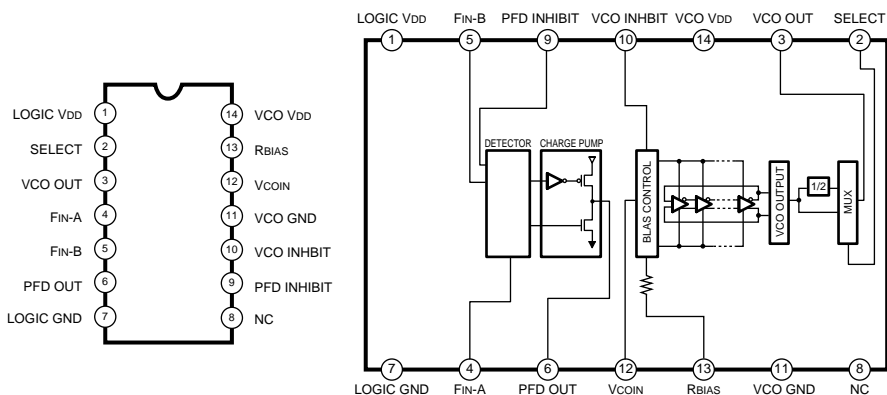 LOGIC VDD
1
SELECT
2
VCO OUT
3
FIN-A
4
FIN-B
5
PFD OUT
6
LOGIC GND
7
14
VCO VDD
13
RBIAS
12
VCOIN
11
VCO GND
10
VCO INHBIT
9
PFD INHIBIT
8
NC
LOGIC VDD
FIN-B
PFD INHIBIT
VCO INHBIT
VCO VDD
VCO OUT
SELECT
1
5
9
10
14
3
2
DETECTOR
CHARGE PUMP
BLAS CONTROL
VCO OUTPUT
1/2
MUX
7
4
6
12
13
11
8
LOGIC GND
FIN-A
PFD OUT
VCOIN
RBIAS
VCO GND
NC